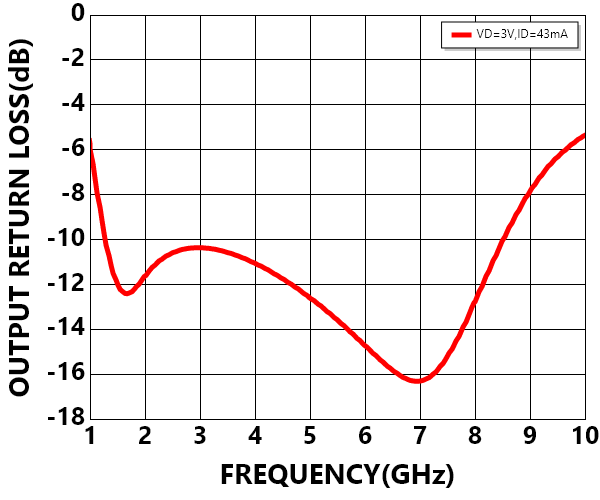 OUTPUT RETURN LOSS(dB)
0
-2
-4
-6
-8
-10
-12
-14
-16
-18
VD=3V,ID=43mA
1 2 3 4 5 6 7 8 9 10
FREQUENCY(GHz)